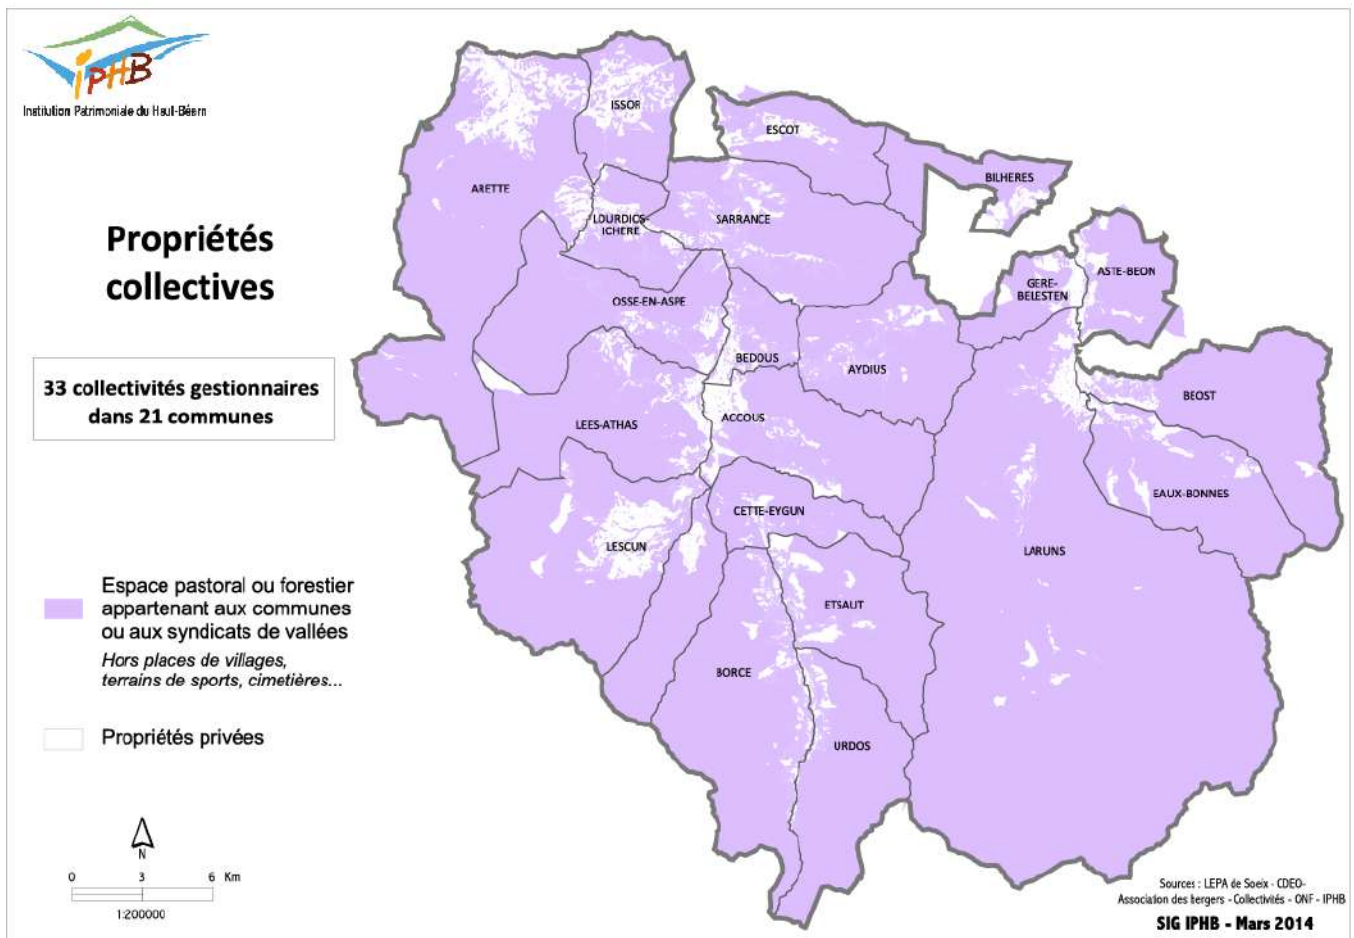 iPHB
Institution Patrimoniale du Haut-Béarn
Propriétés
collectives
33 collectivités gestionnaires
dans 21 communes
Espace pastoral ou forestier
appartenant aux communes
ou aux syndicats de vallées
Hors places de villages,
terrains de sports, cimetières...
Propriétés privées
N
0 3 6 Km
1:200000
ISSOR
ESCOT
BILHERES
ARETTE
LOURDIOS-
ICHERE
SARRANCE
ASTE-BEON
GERE-
BELESTEN
OSSE-EN-ASPE
BEDOUS
AYDIUS
BEOST
LEES-ATHAS
ACCOUS
EAUX-BONNES
CETTE-EYGUN
LESCUN
LARUNS
ETSAUT
BORCE
URDOS
Sources : LEPA de Soeix - CDEO-
Association des bergers - Collectivités - ONF - IPHB
SIG IPHB - Mars 2014